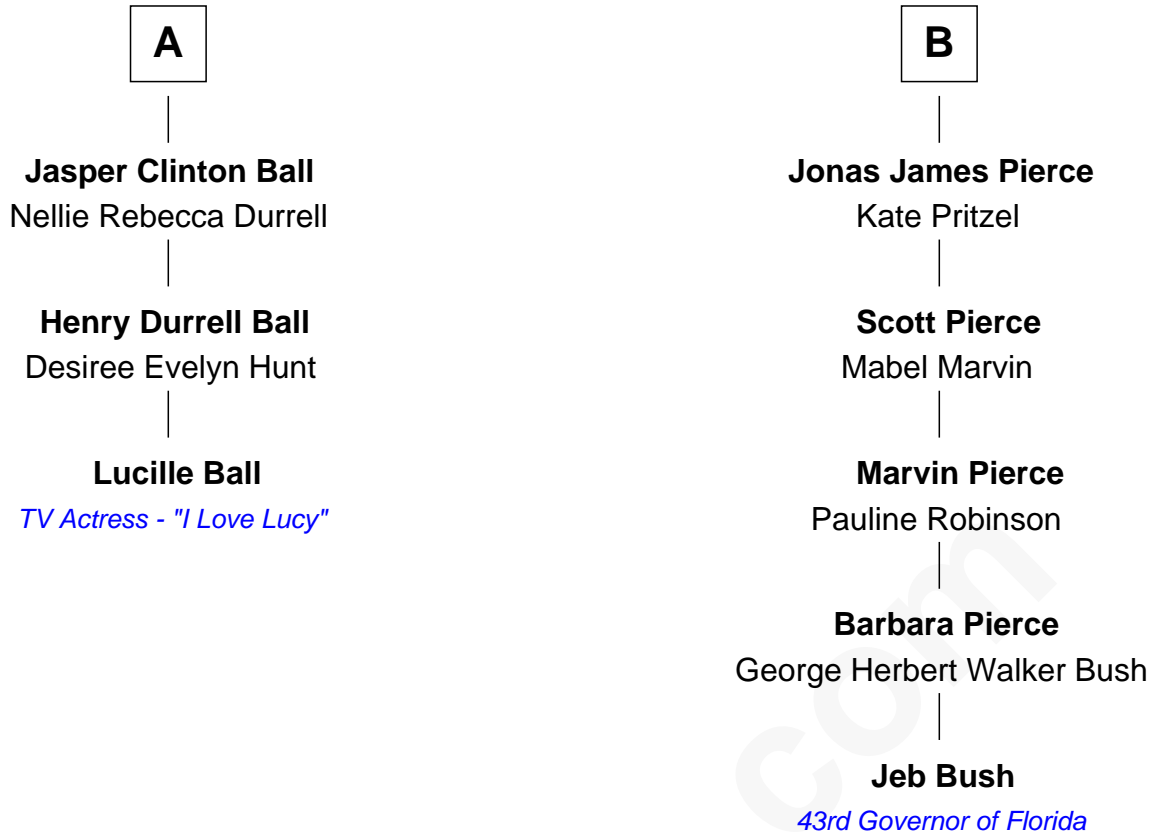 A
Jasper Clinton Ball
Nellie Rebecca Durrell
Henry Durrell Ball
Desiree Evelyn Hunt
Lucille Ball
TV Actress - "I Love Lucy"
B
Jonas James Pierce
Kate Pritzel
Scott Pierce
Mabel Marvin
Marvin Pierce
Pauline Robinson
Barbara Pierce
George Herbert Walker Bush
Jeb Bush
43rd Governor of Florida
com